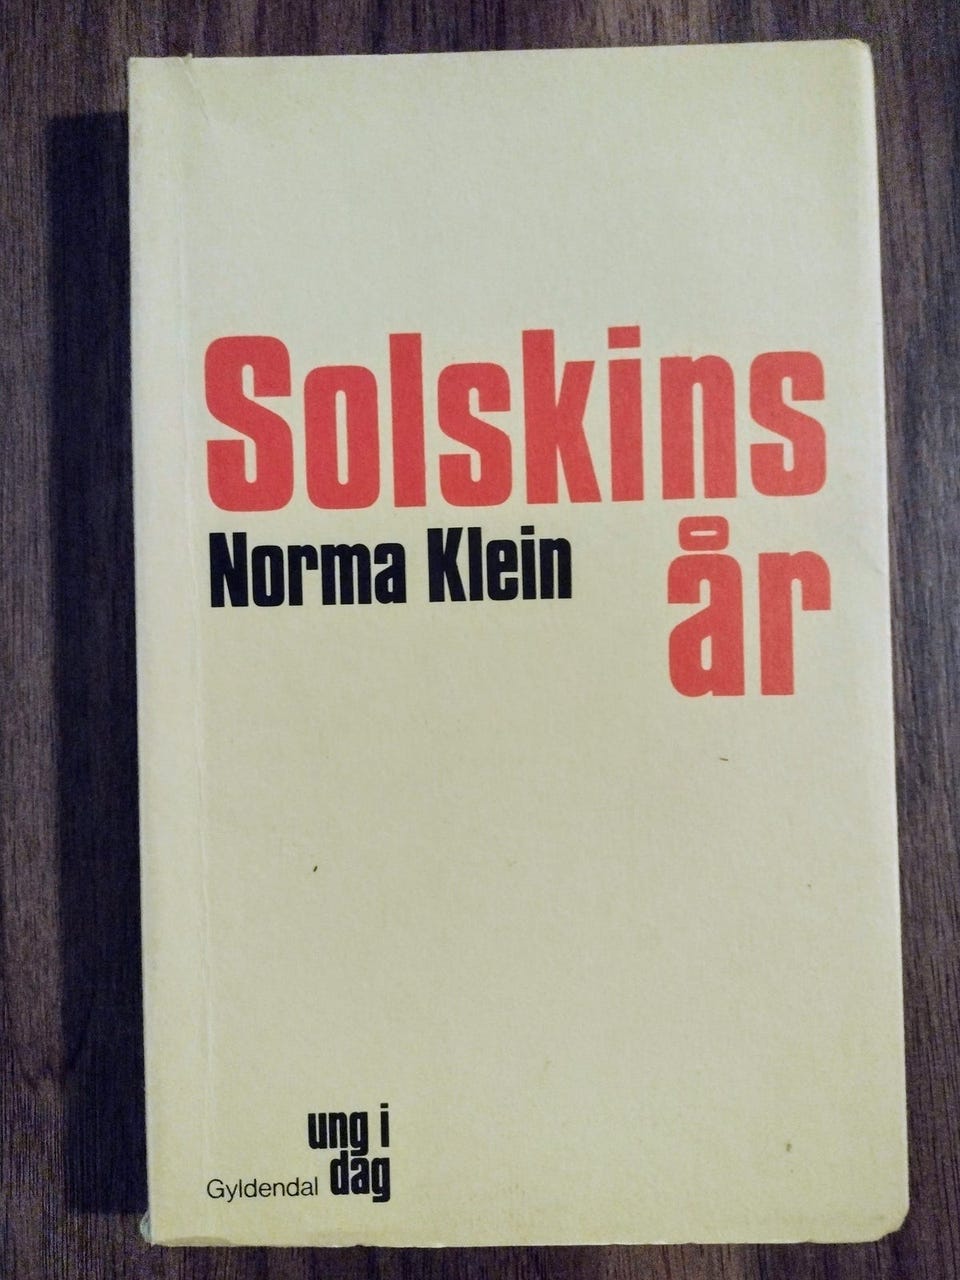 Solskins
år
Norma Klein
ung i
dag
Gyldendal